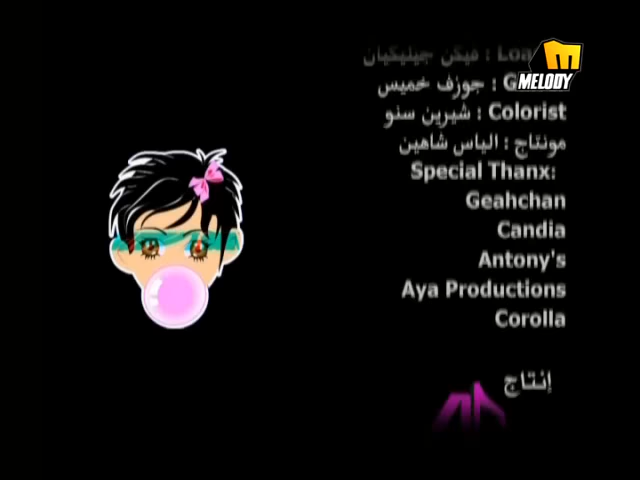 MELODY
فيكن جيليكيان : Loa
جوزف خميس : G
شيرين سنو : Colorist
مونتاج : الياس شاهين
Special Thanx:
Geahchan
Candia
Antony's
Aya Productions
Corolla
إنتاج